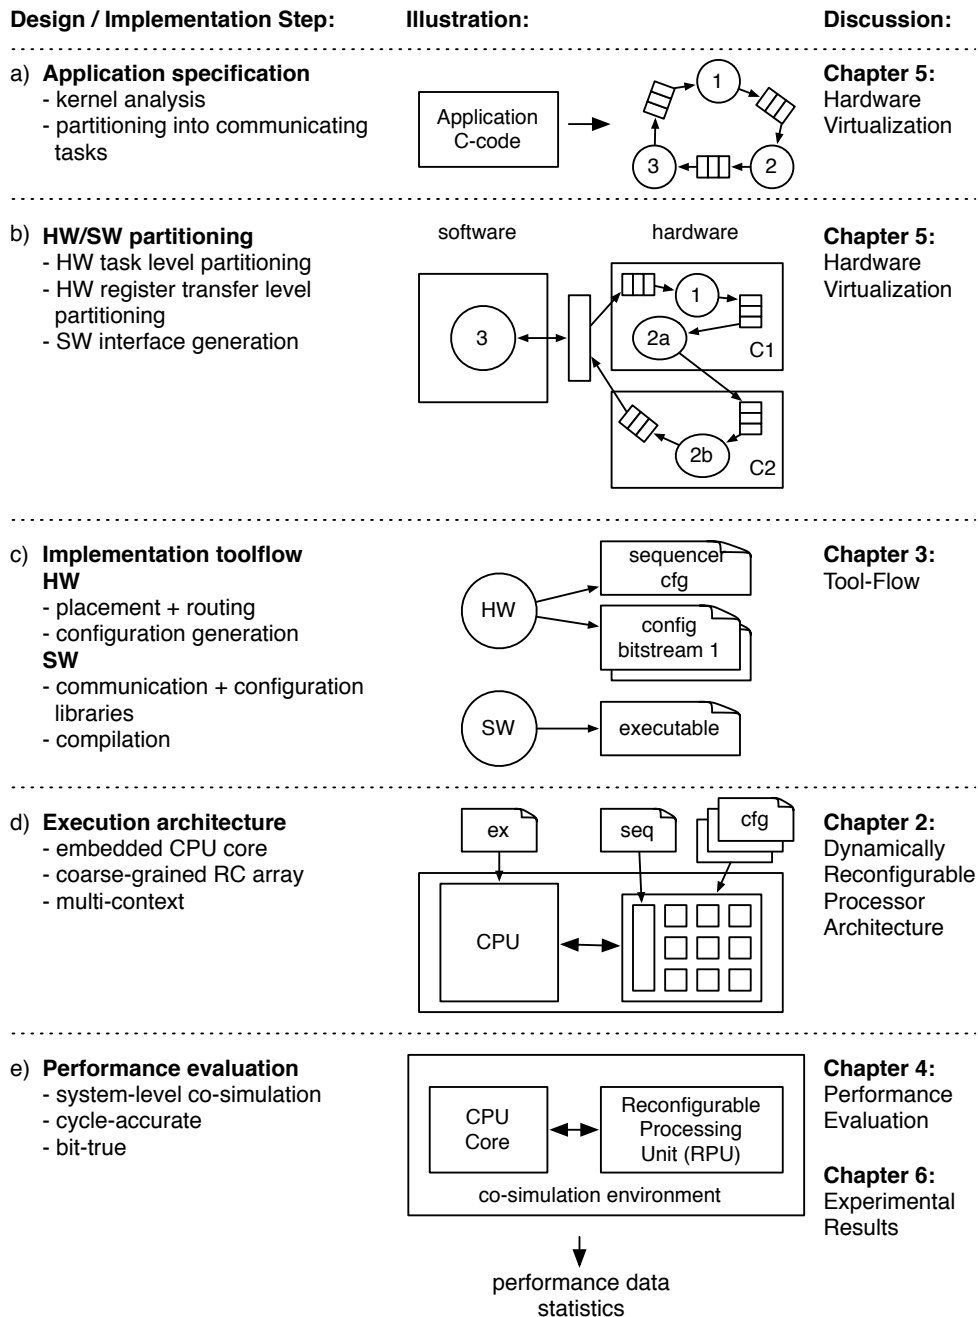 Design / Implementation Step:
Illustration:
Discussion:
a) Application specification
- kernel analysis
- partitioning into communicating
tasks
Application
C-code
1
2
3
Chapter 5:
Hardware
Virtualization
b) HW/SW partitioning
- HW task level partitioning
- HW register transfer level
partitioning
- SW interface generation
software
hardware
3
1
2a
C1
2b
C2
Chapter 5:
Hardware
Virtualization
c) Implementation toolflow
HW
- placement + routing
- configuration generation
SW
- communication + configuration
libraries
- compilation
HW
sequencer
cfg
config
bitstream 1
SW
executable
Chapter 3:
Tool-Flow
d) Execution architecture
- embedded CPU core
- coarse-grained RC array
- multi-context
ex
seq
cfg
CPU
Chapter 2:
Dynamically
Reconfigurable
Processor
Architecture
e) Performance evaluation
- system-level co-simulation
- cycle-accurate
- bit-true
CPU
Core
Reconfigurable
Processing
Unit (RPU)
co-simulation environment
performance data
statistics
Chapter 4:
Performance
Evaluation
Chapter 6:
Experimental
Results